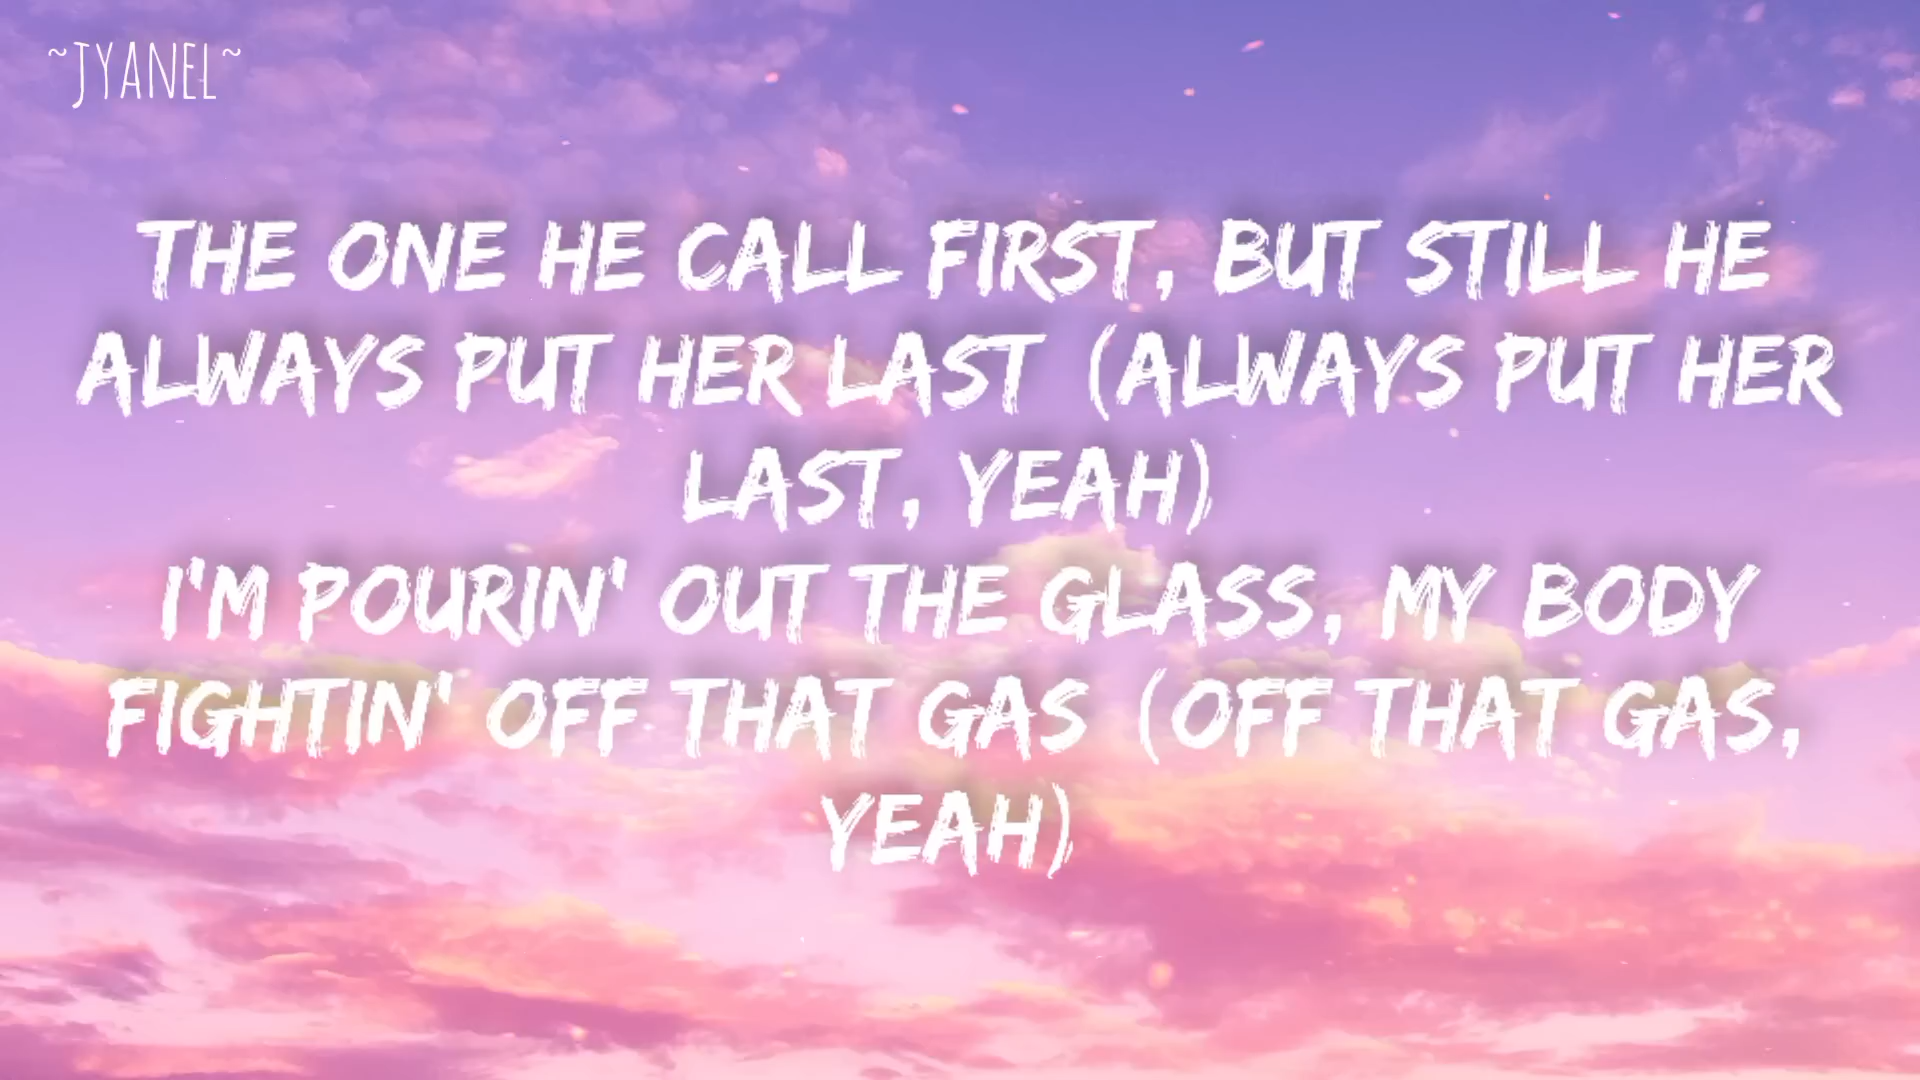 ~JYANEL~
THE ONE HE CALL FIRST, BUT STILL HE
ALWAYS PUT HER LAST (ALWAYS PUT HER
LAST, YEAH)
I'M POURIN' OUT THE GLASS, MY BODY
FIGHTIN' OFF THAT GAS (OFF THAT GAS,
YEAH)